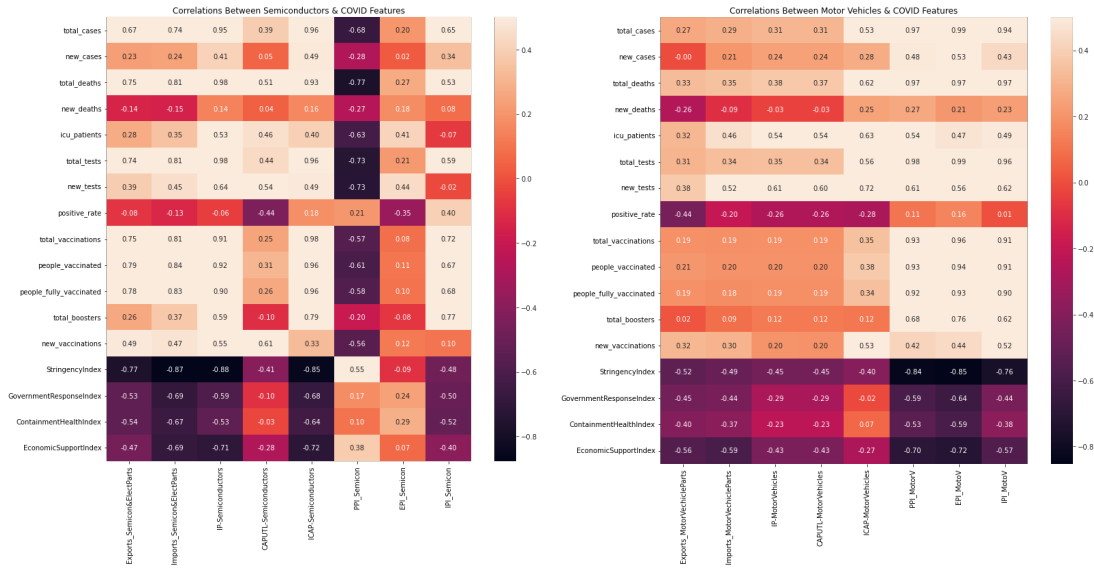 Correlations Between Semiconductors & COVID Features
total_cases 0.67 0.74 0.95 0.39 0.96 -0.68 0.20 0.65
new_cases 0.23 0.24 0.41 0.05 0.49 -0.28 0.02 0.34
total_deaths 0.75 0.81 0.98 0.51 0.93 -0.77 0.31 0.53
new_deaths -0.14 -0.15 0.14 0.04 0.16 -0.27 0.18 0.08
icu_patients 0.28 0.35 0.53 0.46 0.40 -0.63 0.41 -0.07
total_tests 0.74 0.81 0.98 0.44 0.96 -0.73 0.21 0.59
new_tests 0.39 0.45 0.64 0.54 0.49 -0.73 0.44 -0.02
positive_rate -0.08 -0.13 -0.06 -0.44 0.18 0.21 -0.35 0.40
total_vaccinations 0.75 0.81 0.91 0.25 0.98 -0.57 0.08 0.72
people_vaccinated 0.79 0.84 0.92 0.31 0.96 -0.61 0.11 0.67
people_fully_vaccinated 0.78 0.83 0.90 0.26 0.96 -0.58 0.10 0.68
total_boosters 0.26 0.37 0.59 -0.10 0.79 -0.20 -0.08 0.77
new_vaccinations 0.49 0.47 0.55 0.61 0.33 -0.56 0.12 0.10
StringencyIndex -0.77 -0.87 -0.88 -0.41 -0.85 0.55 -0.09 -0.48
GovernmentResponseIndex -0.53 -0.69 -0.59 -0.10 -0.68 0.17 0.24 -0.50
ContainmentHealthIndex -0.54 -0.67 -0.53 -0.03 -0.64 0.10 0.29 -0.52
EconomicSupportIndex -0.47 -0.69 -0.71 -0.28 -0.72 0.38 0.07 -0.40
Exports_Semicon&ElectParts
Imports_Semicon&ElectParts
IP-Semiconductors
CAPUTL-Semiconductors
ICAP-Semiconductors
PPI_Semicon
EPI_Semicon
IPI_Semicon
0.4
0.2
0.0
-0.2
-0.4
-0.6
-0.8
Correlations Between Motor Vehicles & COVID Features
total_cases 0.27 0.29 0.31 0.31 0.53 0.97 0.99 0.94
new_cases -0.00 0.21 0.24 0.24 0.28 0.48 0.53 0.43
total_deaths 0.33 0.35 0.38 0.37 0.62 0.97 0.97 0.97
new_deaths -0.26 -0.09 -0.03 -0.03 0.25 0.27 0.21 0.23
icu_patients 0.32 0.46 0.54 0.54 0.63 0.54 0.47 0.49
total_tests 0.31 0.34 0.35 0.34 0.56 0.98 0.99 0.96
new_tests 0.38 0.52 0.61 0.60 0.72 0.61 0.56 0.62
positive_rate -0.44 -0.20 -0.26 -0.26 -0.28 0.11 0.16 0.01
total_vaccinations 0.19 0.19 0.19 0.19 0.35 0.93 0.96 0.91
people_vaccinated 0.21 0.20 0.20 0.20 0.38 0.93 0.94 0.91
people_fully_vaccinated 0.19 0.18 0.19 0.19 0.34 0.92 0.93 0.90
total_boosters 0.02 0.09 0.12 0.12 0.12 0.68 0.76 0.62
new_vaccinations 0.32 0.30 0.20 0.20 0.53 0.42 0.44 0.52
StringencyIndex -0.52 -0.49 -0.45 -0.45 -0.40 -0.84 -0.85 -0.76
GovernmentResponseIndex -0.45 -0.44 -0.29 -0.29 -0.02 -0.59 -0.64 -0.44
ContainmentHealthIndex -0.40 -0.37 -0.23 -0.23 0.07 -0.53 -0.59 -0.38
EconomicSupportIndex -0.56 -0.59 -0.43 -0.43 -0.27 -0.70 -0.72 -0.57
Exports_MotorVechicleParts
Imports_MotorVechicleParts
IP-MotorVehicles
CAPUTL-MotorVehicles
ICAP-MotorVehicles
PPI_MotorV
EPI_MotoV
IPI_MotoV
0.4
0.2
0.0
-0.2
-0.4
-0.6
-0.8